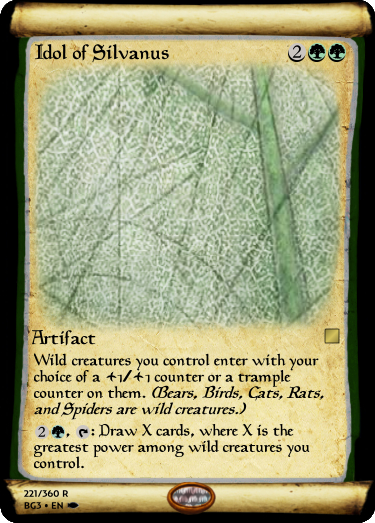 Idol of Silvanus 2
Artifact
Wild creatures you control enter with your
choice of a +1/+1 counter or a trample
counter on them. (Bears, Birds, Cats, Rats,
and Spiders are wild creatures.)
2 , : Draw X cards, where X is the
greatest power among wild creatures you
control.
221/360 R
BG3 • EN